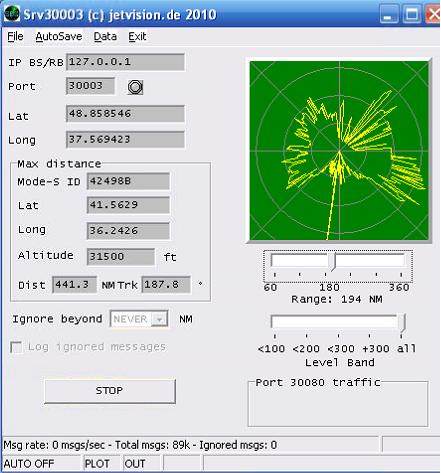 Srv30003 (c) jetvision.de 2010
File AutoSave Data Exit
IP BS/RB 127.0.0.1
Port 30003
Lat 48.858546
Long 37.569423
Max distance
Mode-S ID 42498B
Lat 41.5629
Long 36.2426
Altitude 31500 ft
Dist 441.3 NM Trk 187.8 °
Ignore beyond NEVER NM
Log ignored messages
STOP
60 180 360
Range: 194 NM
<100 <200 <300 +300 all
Level Band
Port 30080 traffic
Msg rate: 0 msgs/sec - Total msgs: 89k - Ignored msgs: 0
AUTO OFF PLOT OUT